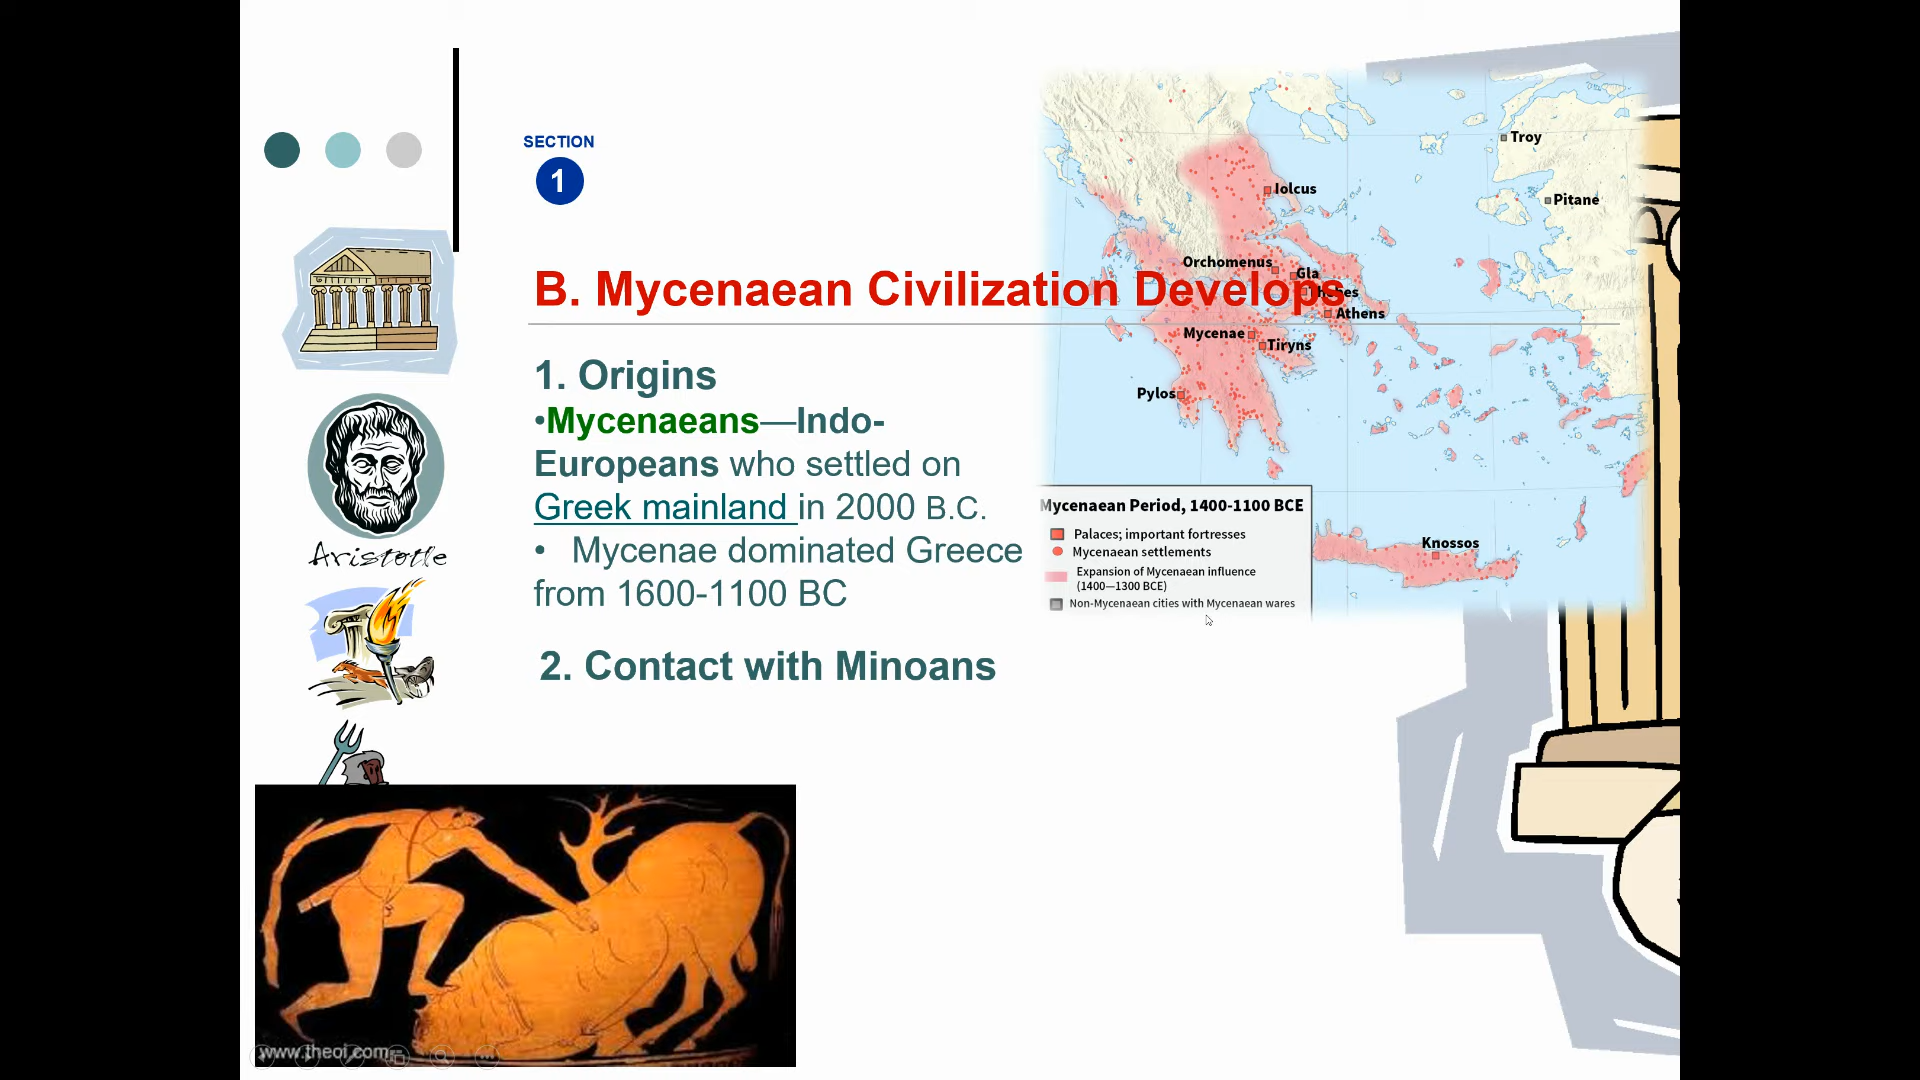 SECTION
1
B. Mycenaean Civilization Develops
1. Origins
•Mycenaeans—Indo-
Europeans who settled on
Greek mainland in 2000 B.C.
• Mycenae dominated Greece
from 1600-1100 BC
2. Contact with Minoans
Aristotle
Troy
Pitane
Iolcus
Orchomenus
Gla
Thebes
Athens
Mycenae
Tiryns
Pylos
Knossos
Mycenaean Period, 1400-1100 BCE
Palaces; important fortresses
Mycenaean settlements
Expansion of Mycenaean influence
(1400—1300 BCE)
Non-Mycenaean cities with Mycenaean wares
www.theoi.com